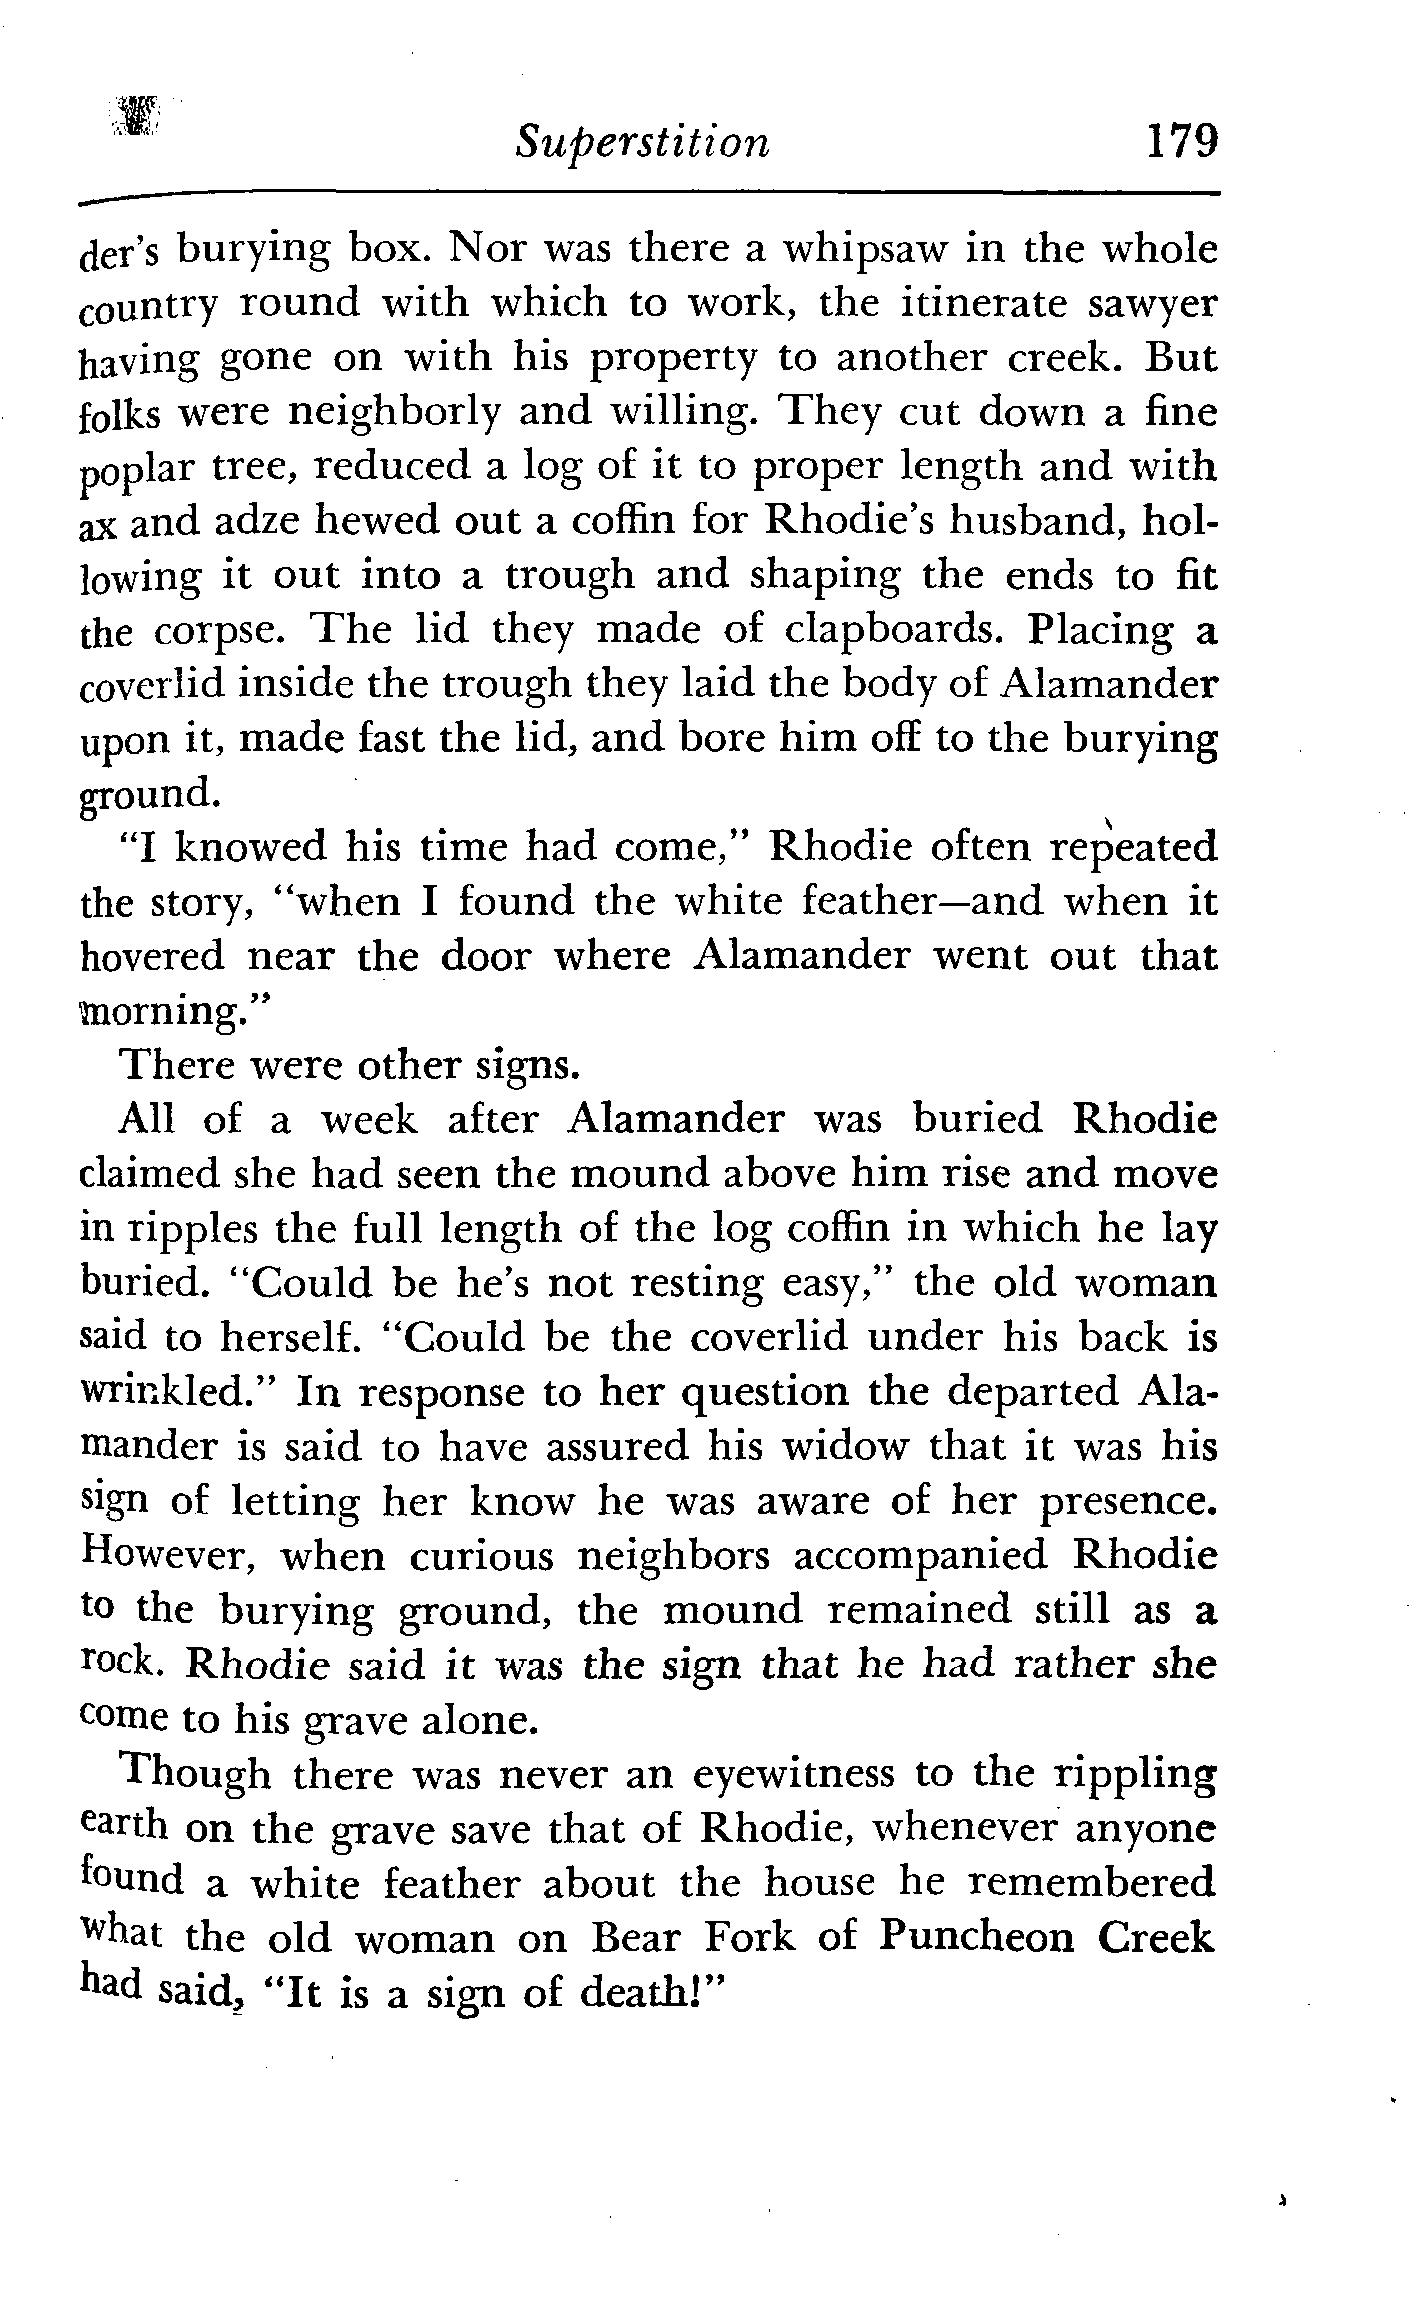 Superstition 179
der's burying box. Nor was there a whipsaw in the whole
country round with which to work, the itinerate sawyer
having gone on with his property to another creek. But
folks were neighborly and willing. They cut down a fine
poplar tree, reduced a log of it to proper length and with
ax and adze hewed out a coffin for Rhodie's husband, hol-
lowing it out into a trough and shaping the ends to fit
the corpse. The lid they made of clapboards. Placing a
coverlid inside the trough they laid the body of Alamander
upon it, made fast the lid, and bore him off to the burying
ground.
"I knowed his time had come," Rhodie often repeated
the story, "when I found the white feather—and when it
hovered near the door where Alamander went out that
morning."
There were other signs.
All of a week after Alamander was buried Rhodie
claimed she had seen the mound above him rise and move
in ripples the full length of the log coffin in which he lay
buried. "Could be he's not resting easy," the old woman
said to herself. "Could be the coverlid under his back is
wrinkled." In response to her question the departed Ala-
mander is said to have assured his widow that it was his
sign of letting her know he was aware of her presence.
However, when curious neighbors accompanied Rhodie
to the burying ground, the mound remained still as a
rock. Rhodie said it was the sign that he had rather she
come to his grave alone.
Though there was never an eyewitness to the rippling
earth on the grave save that of Rhodie, whenever anyone
found a white feather about the house he remembered
what the old woman on Bear Fork of Puncheon Creek
had said, "It is a sign of death!"